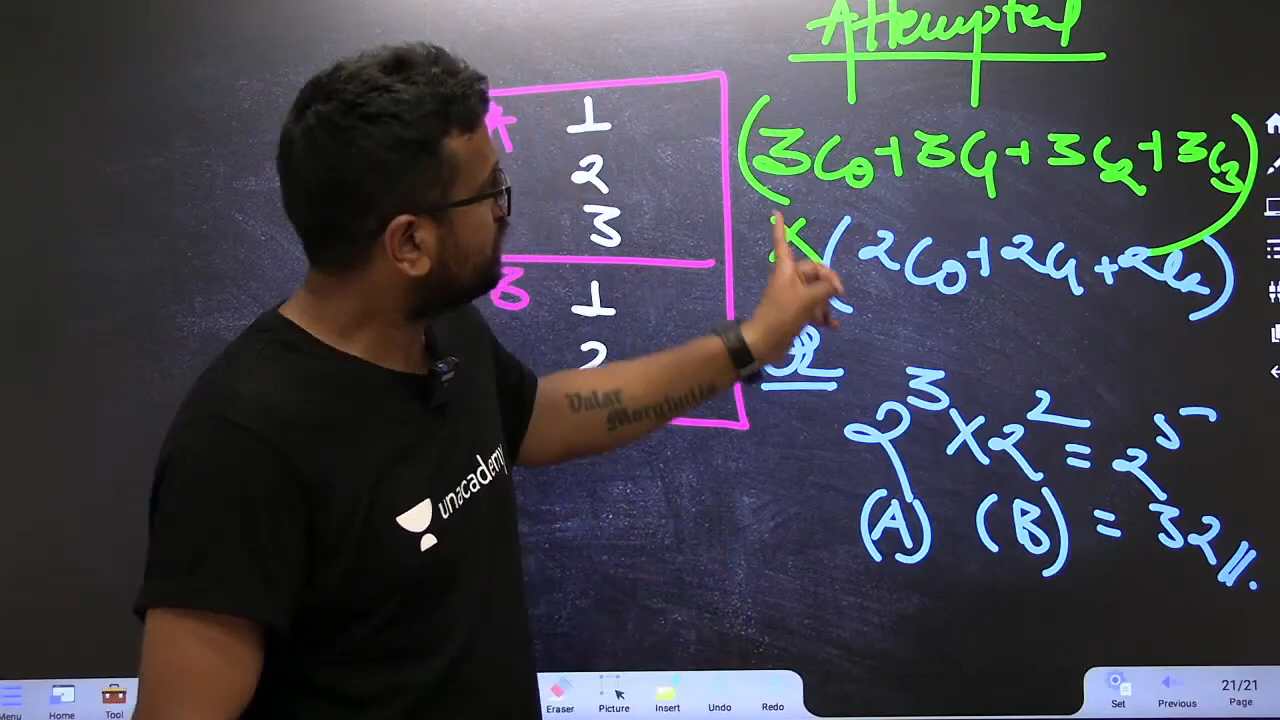 Attempted
A 1
2
3
B 1
2
(3C0+3C1+3C2+3C3)
×(2C0+2C1+2C2)
2^3×2^2=2^5
(A) (B) = 32//.
Valar
Morghulis
unacademy
Menu Home Tool Eraser Picture Insert Undo Redo Set Previous 21/21 Page